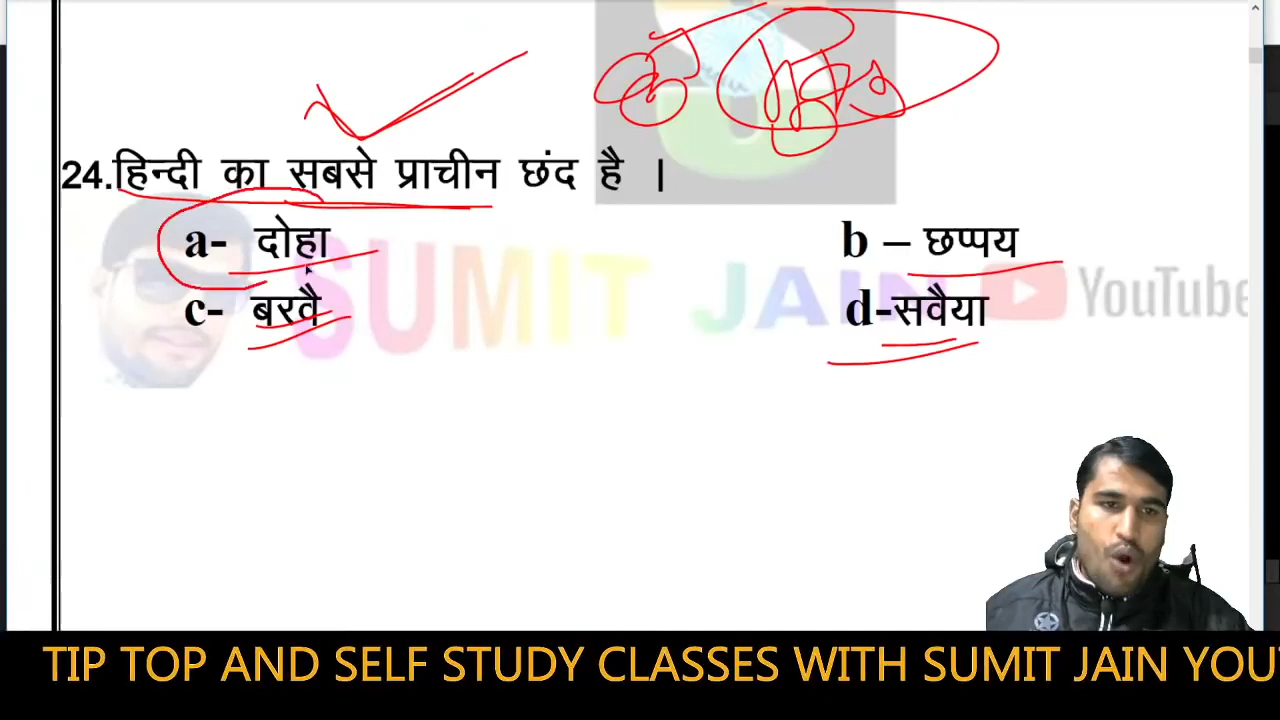 24.हिन्दी का सबसे प्राचीन छंद है ।
a- दोहा
b – छप्पय
c- बरवै
d-सवैया
SUMIT JAIN YouTube
TIP TOP AND SELF STUDY CLASSES WITH SUMIT JAIN YOU